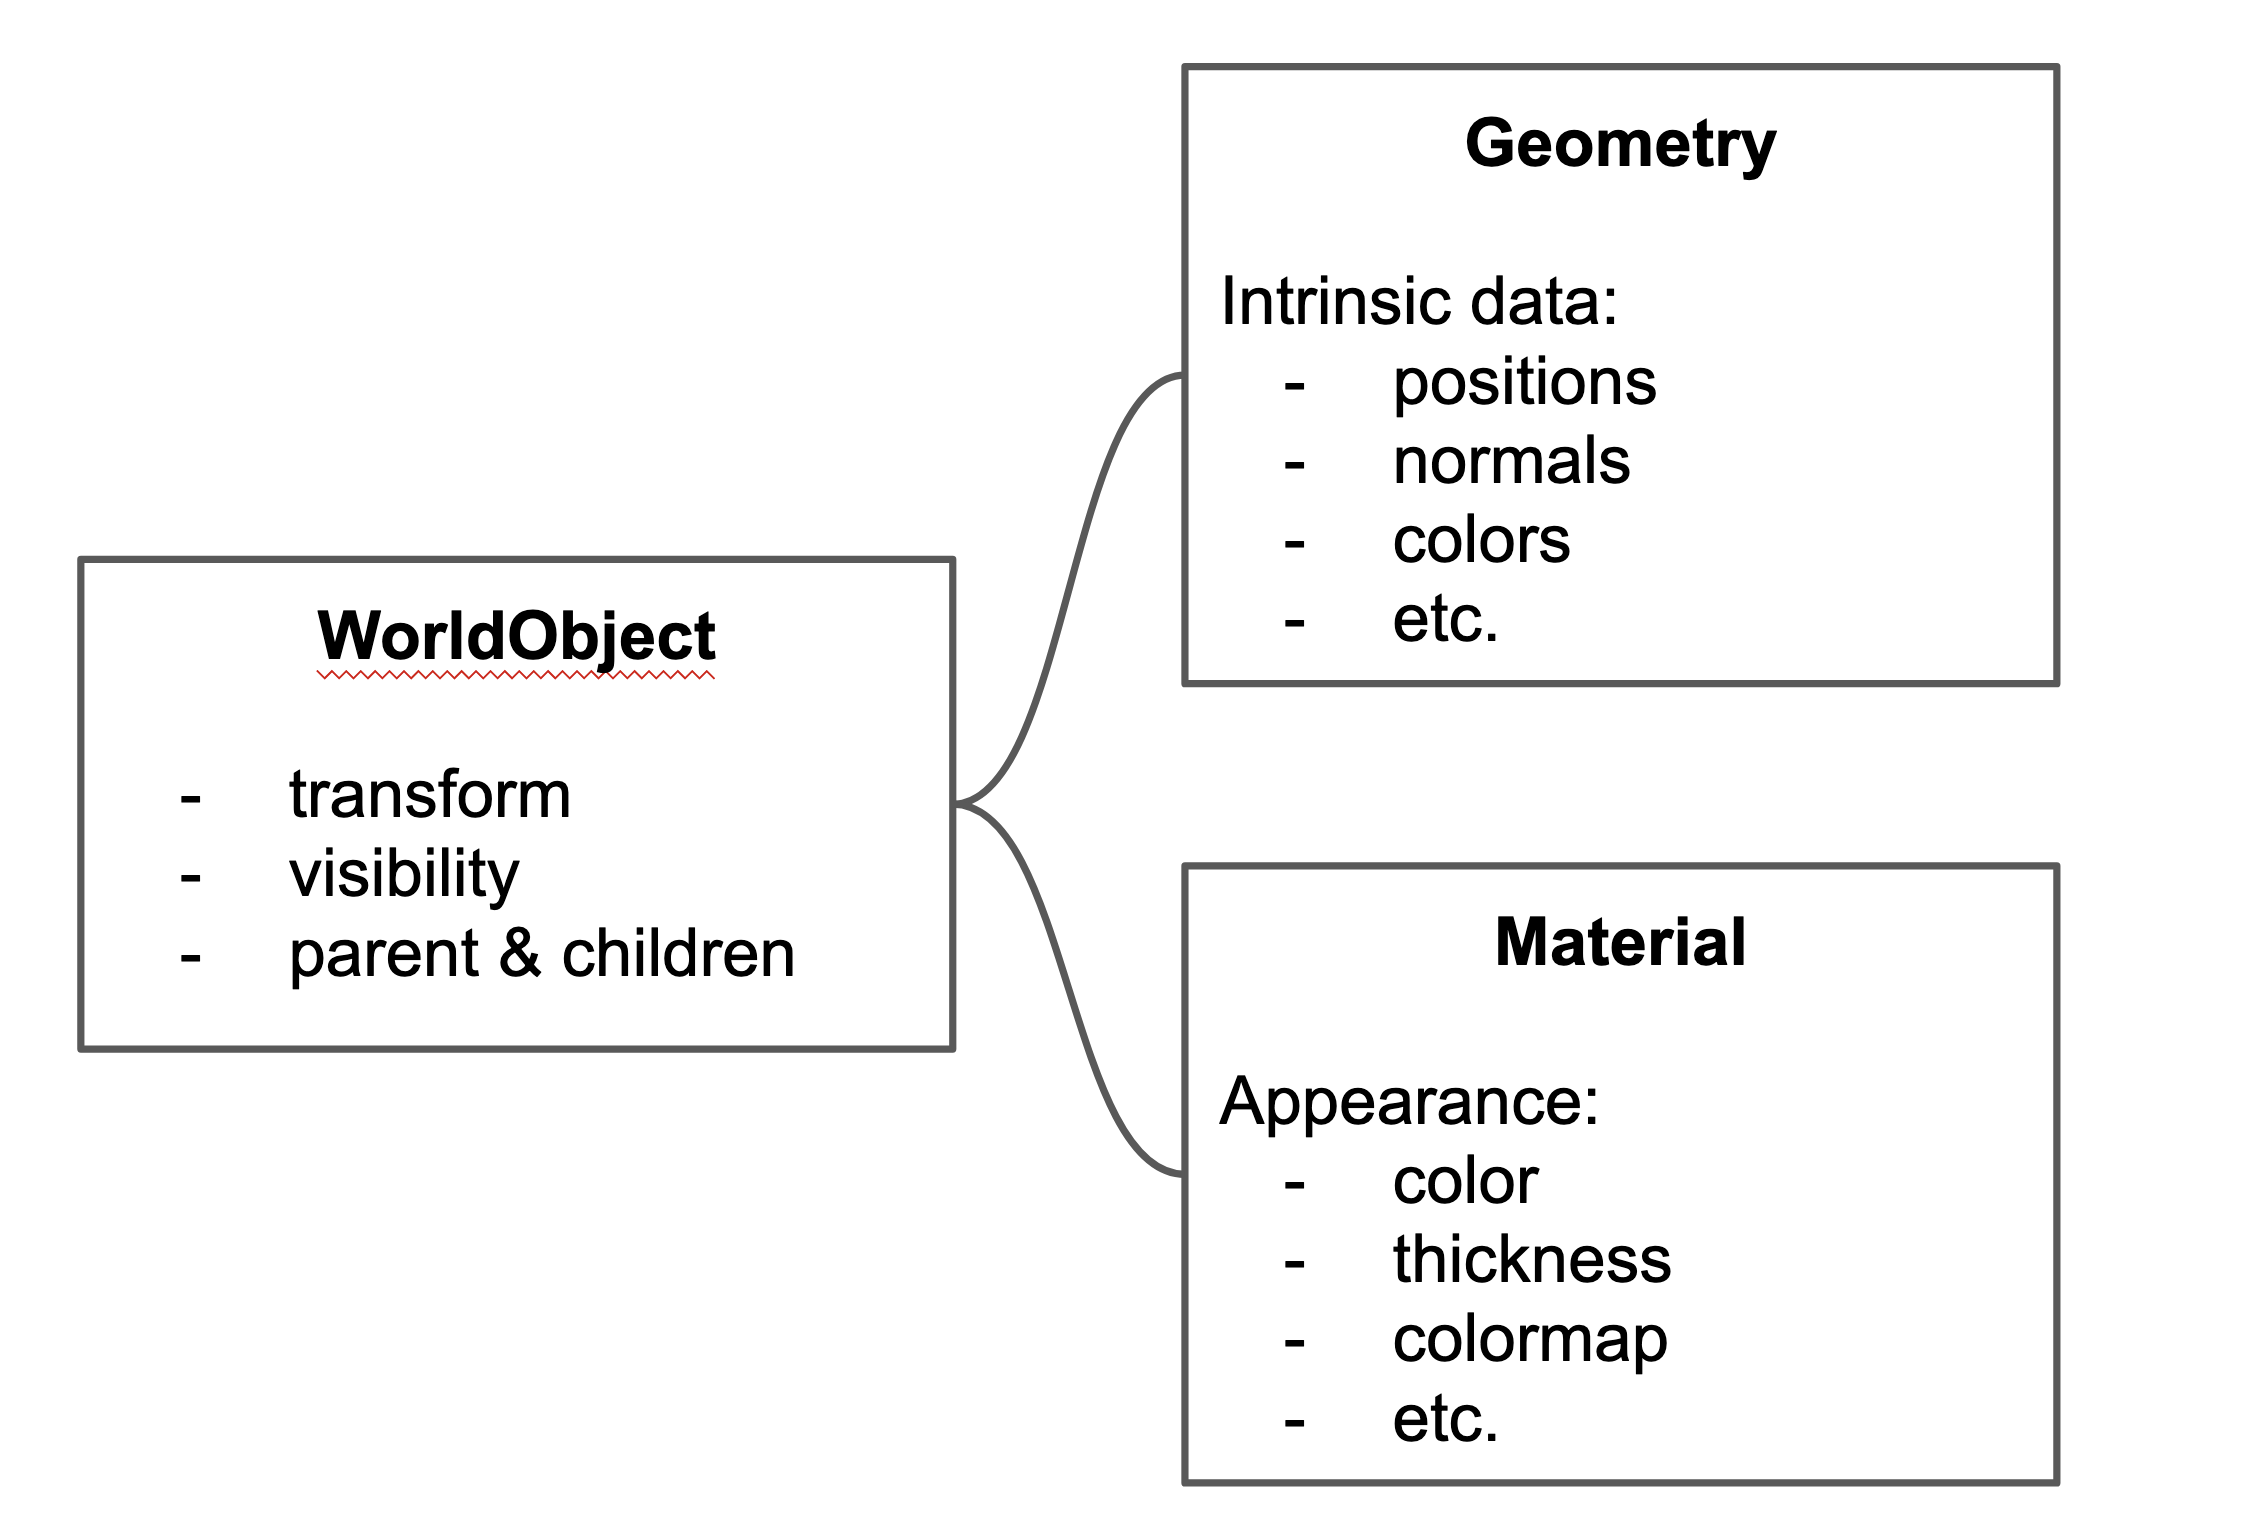 WorldObject
- transform
- visibility
- parent & children
Geometry
Intrinsic data:
- positions
- normals
- colors
- etc.
Material
Appearance:
- color
- thickness
- colormap
- etc.